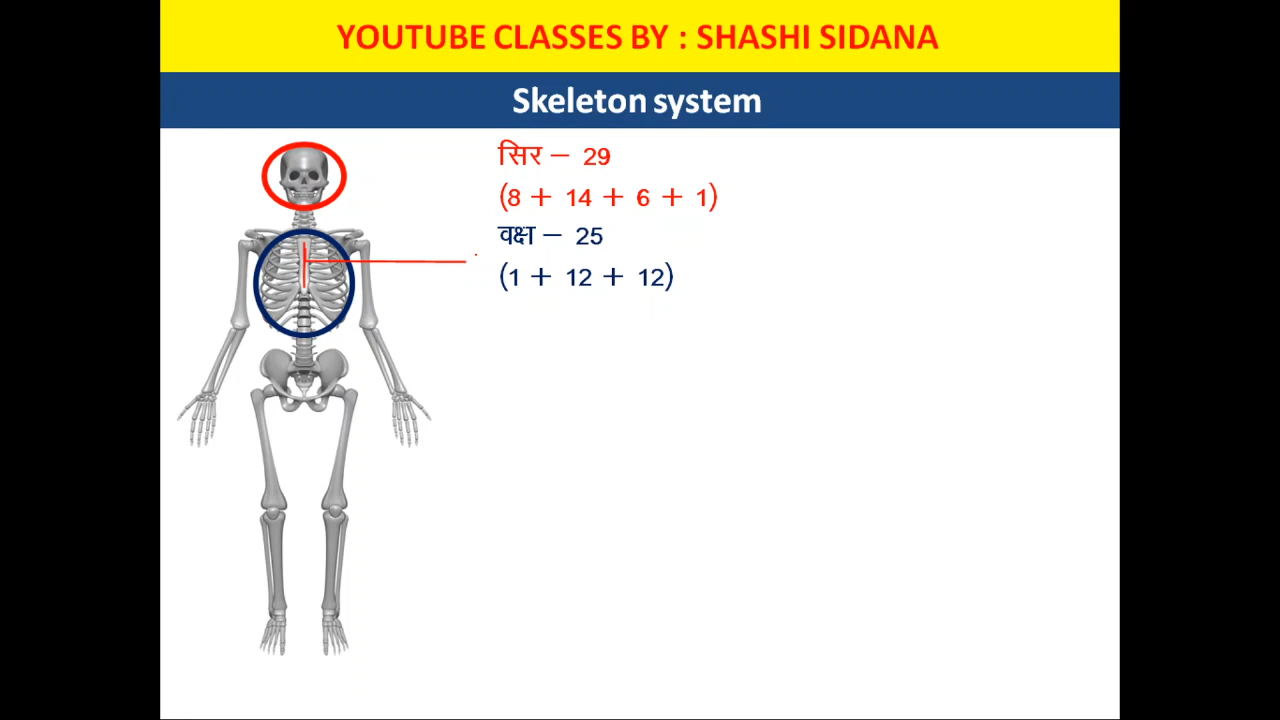 YOUTUBE CLASSES BY : SHASHI SIDANA
Skeleton system
सिर – 29
(8 + 14 + 6 + 1)
वक्ष – 25
(1 + 12 + 12)